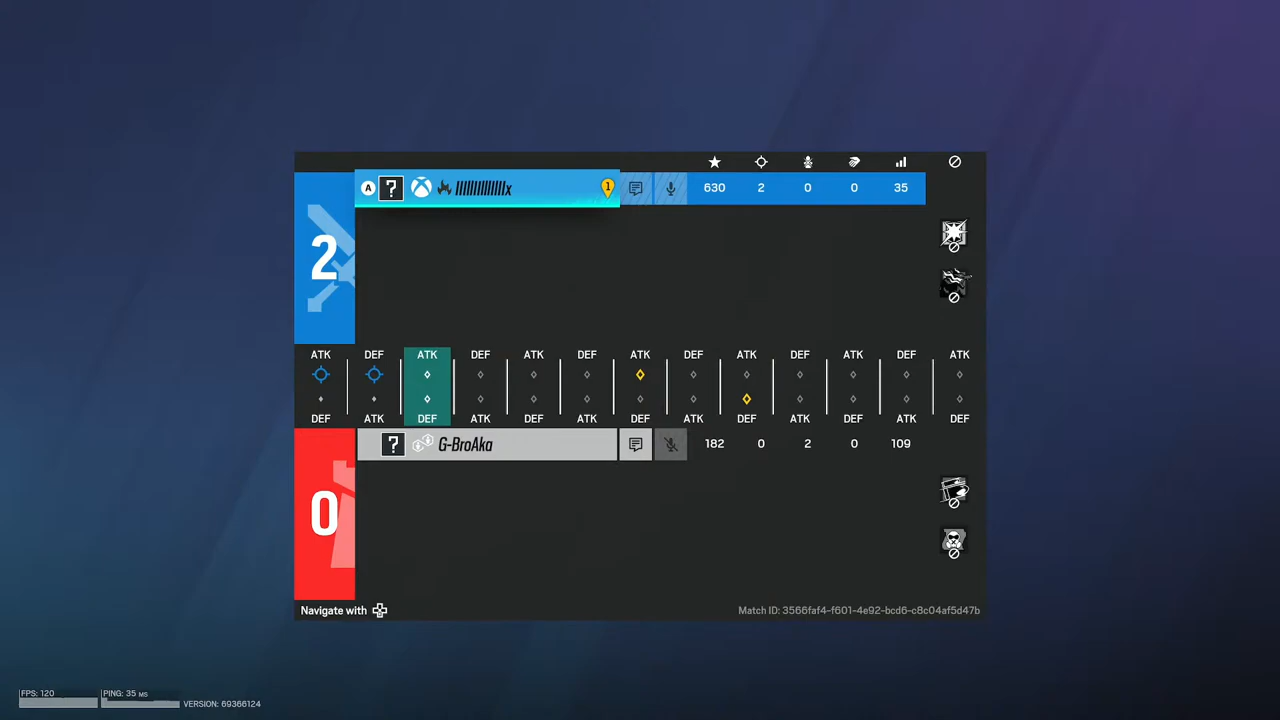 A ? IIIIIIIIIIIIIx 1 630 2 0 0 35
2
ATK DEF ATK DEF ATK DEF ATK DEF ATK DEF ATK DEF ATK
DEF ATK DEF ATK DEF ATK DEF ATK DEF ATK DEF ATK DEF
? G-BroAka 182 0 2 0 109
0
Navigate with
Match ID: 3566faf4-f601-4e92-bcd6-c8c04af5d47b
FPS: 120 PING: 35 MS VERSION: 69366124